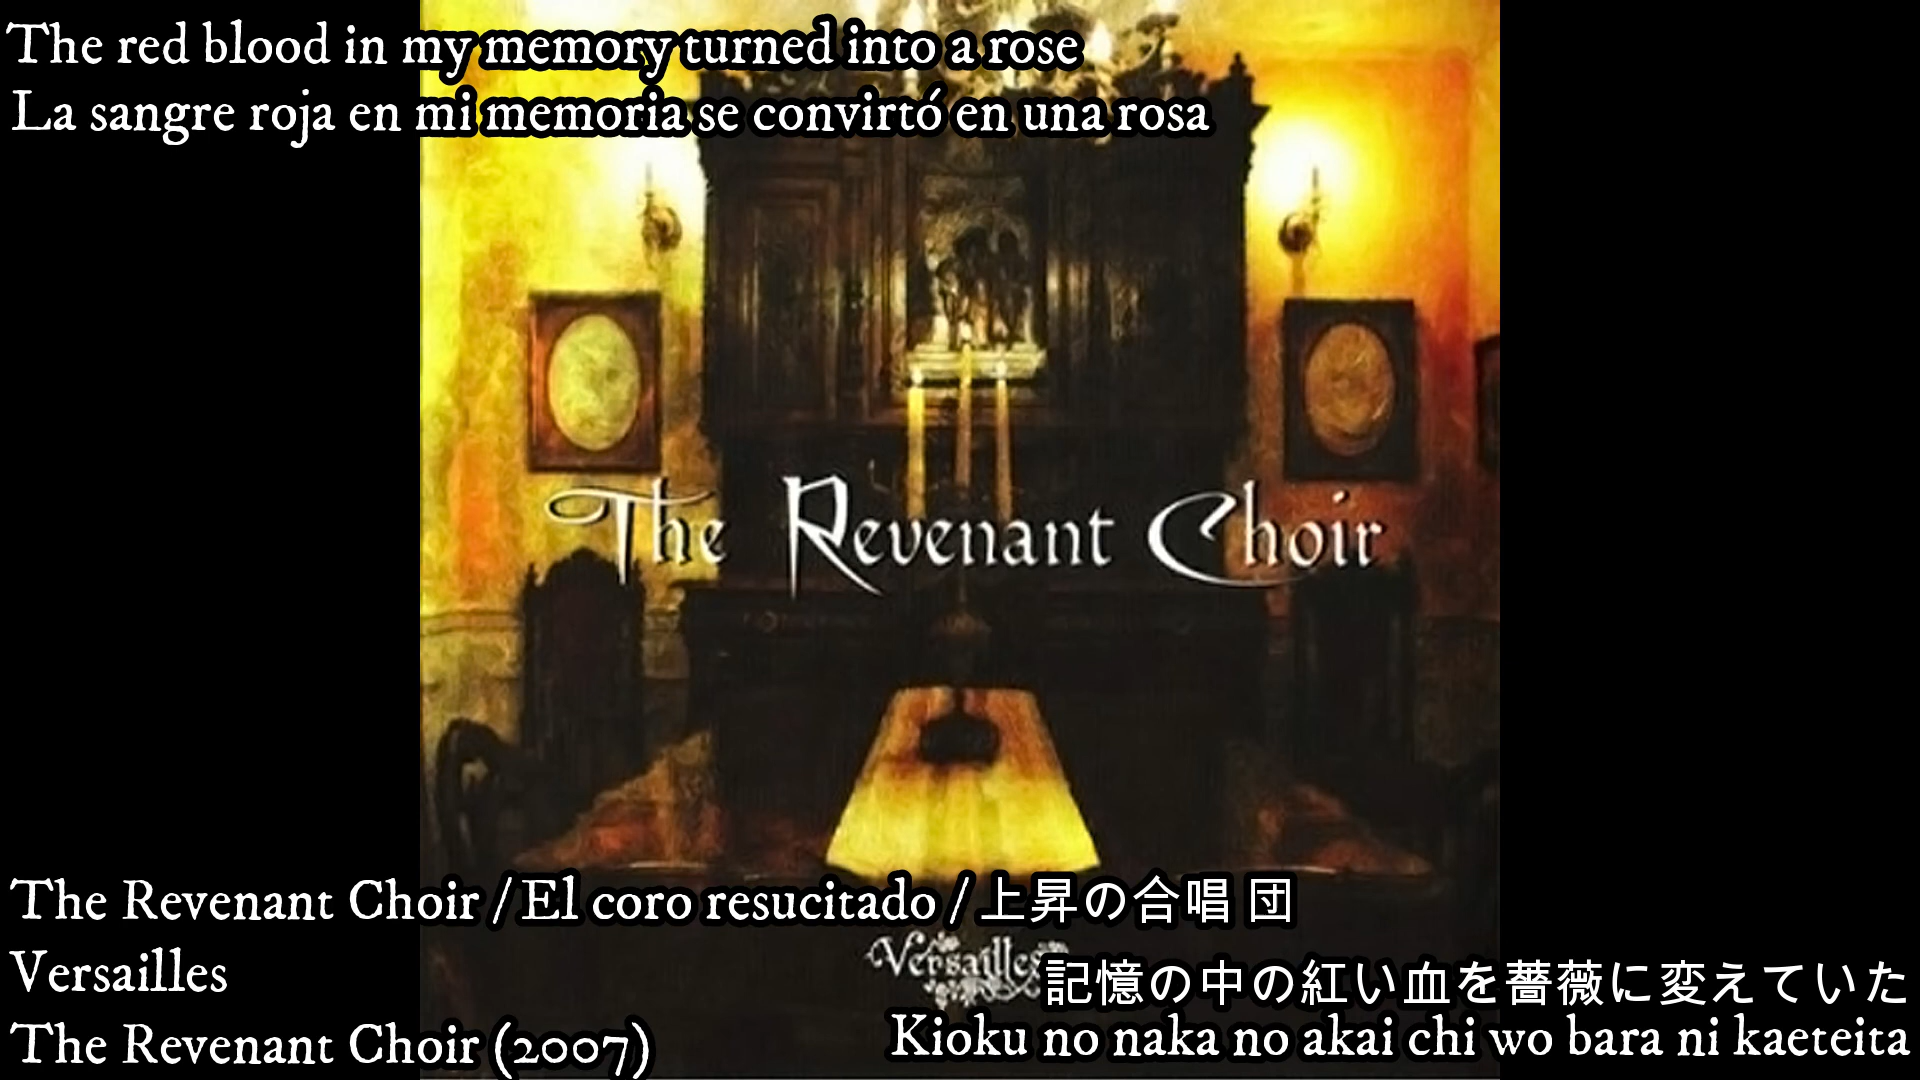 The red blood in my memory turned into a rose
La sangre roja en mi memoria se convirtó en una rosa
The Revenant Choir
The Revenant Choir / El coro resucitado / 上昇の合唱 団
Versailles
Versailles
記憶の中の紅い血を薔薇に変えていた
The Revenant Choir (2007)
Kioku no naka no akai chi wo bara ni kaeteita